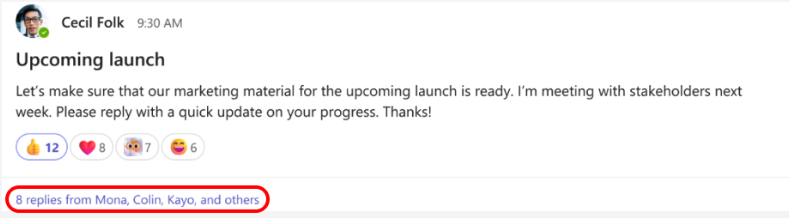 Cecil Folk 9:30 AM
Upcoming launch
Let's make sure that our marketing material for the upcoming launch is ready. I'm meeting with stakeholders next
week. Please reply with a quick update on your progress. Thanks!
12 8 7 6
8 replies from Mona, Colin, Kayo, and others